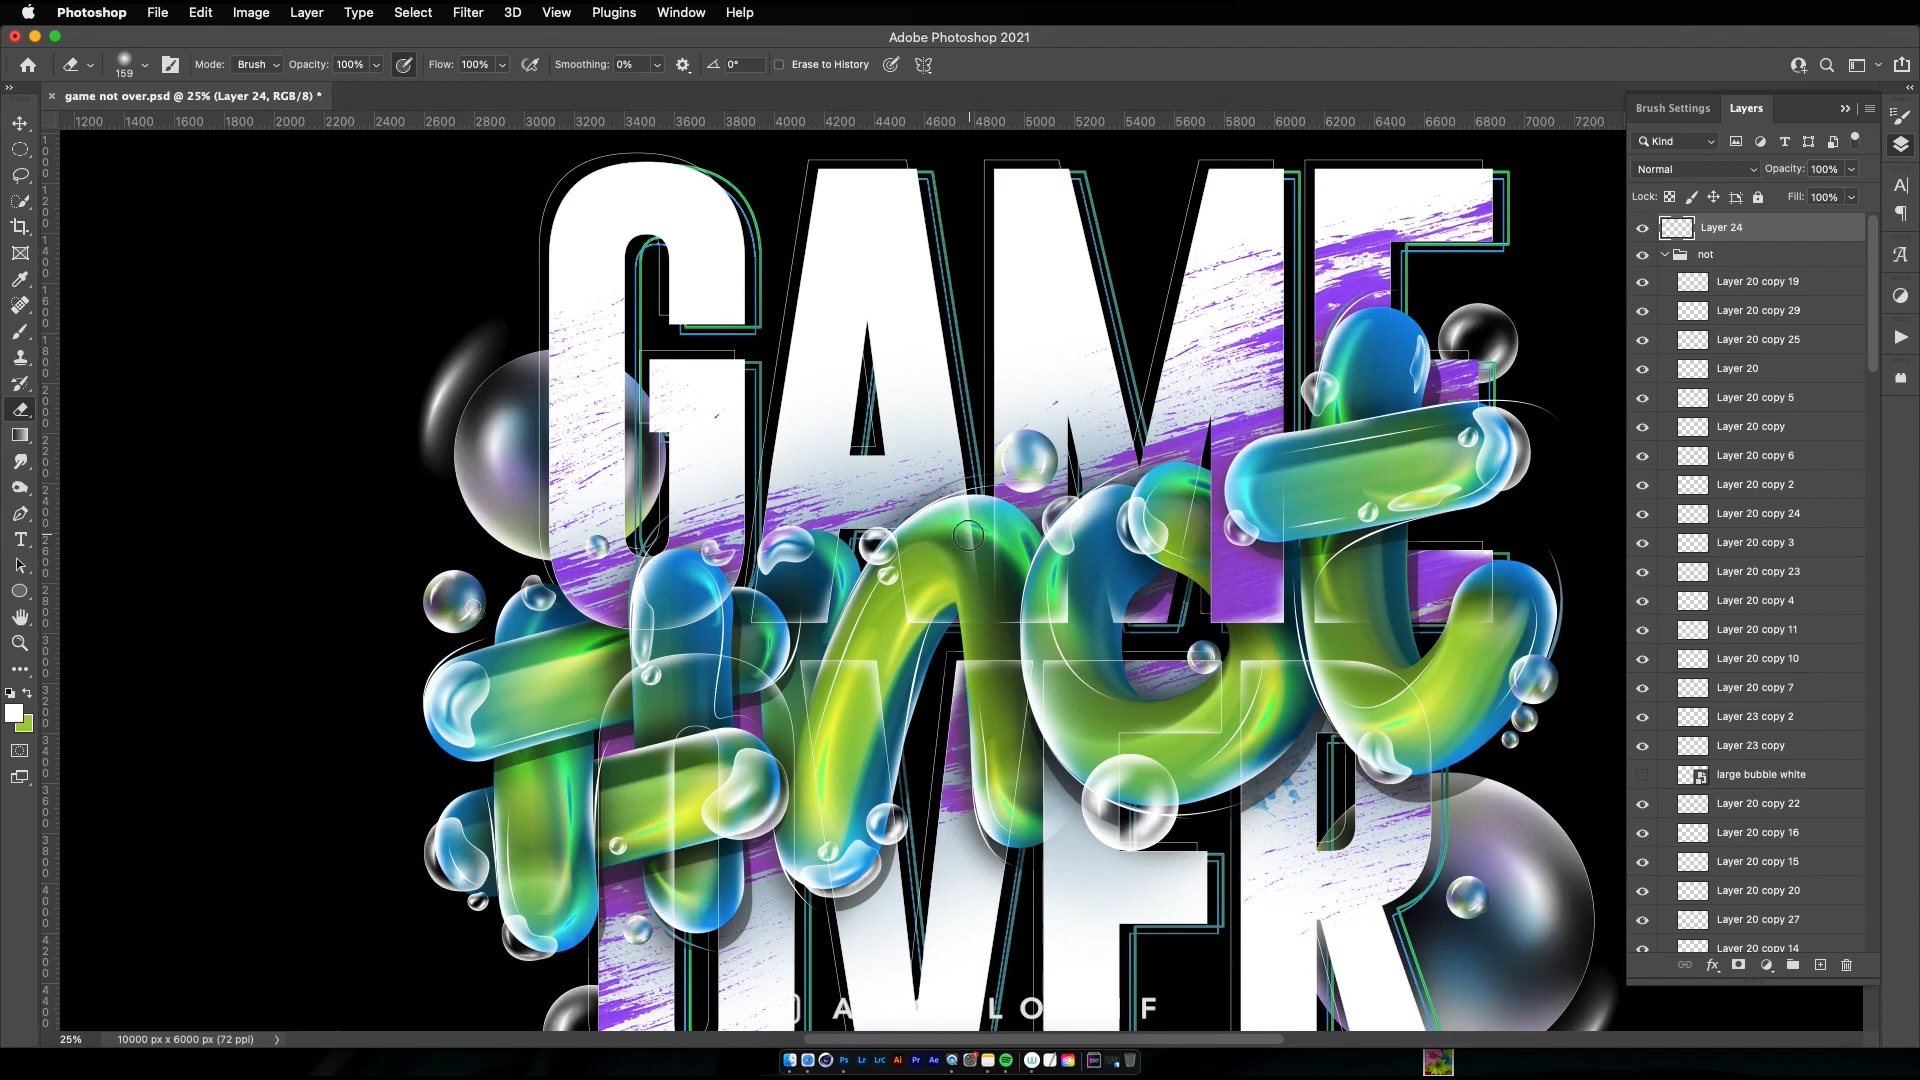 Photoshop File Edit Image Layer Type Select Filter 3D View Plugins Window Help
Adobe Photoshop 2021
159 Mode: Brush Opacity: 100% Flow: 100% Smoothing: 0% 0° Erase to History
× game not over.psd @ 25% (Layer 24, RGB/8) *
1200 1400 1600 1800 2000 2200 2400 2600 2800 3000 3200 3400 3600 3800 4000 4200 4400 4600 4800 5000 5200 5400 5600 5800 6000 6200 6400 6600 6800 7000 7200
GAME
not
OVER
Brush Settings Layers
Kind
Normal Opacity: 100%
Lock: Fill: 100%
Layer 24
not
Layer 20 copy 19
Layer 20 copy 29
Layer 20 copy 25
Layer 20
Layer 20 copy 5
Layer 20 copy
Layer 20 copy 6
Layer 20 copy 2
Layer 20 copy 24
Layer 20 copy 3
Layer 20 copy 23
Layer 20 copy 4
Layer 20 copy 11
Layer 20 copy 10
Layer 20 copy 7
Layer 23 copy 2
Layer 23 copy
large bubble white
Layer 20 copy 22
Layer 20 copy 16
Layer 20 copy 15
Layer 20 copy 20
Layer 20 copy 27
Layer 20 copy 14
fx
25% 10000 px x 6000 px (72 ppi)
Ps Lr LrC Ai Pr Ae